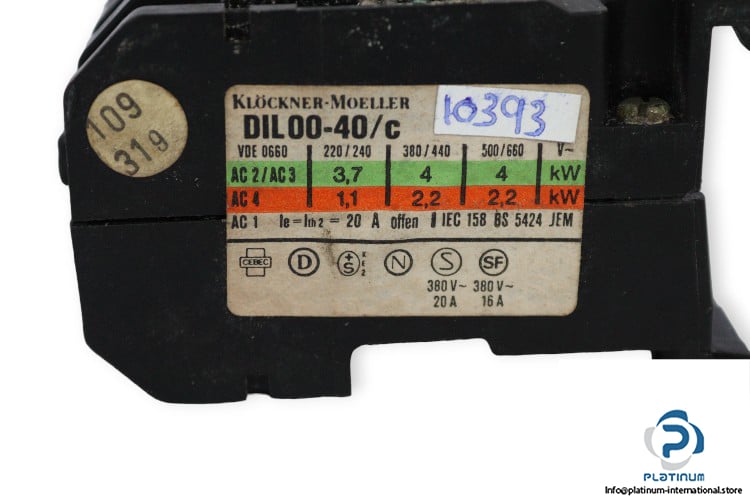 109
319
KLÖCKNER-MOELLER
DIL00-40/c
10393
VDE 0660 220/240 380/440 500/660 V~
AC 2/AC 3 3,7 4 4 kW
AC 4 1,1 2,2 2,2 kW
AC 1 Ie=Ith2 = 20 A offen IEC 158 BS 5424 JEM
CEBEC D +S N S SF
380 V~ 380 V~
20 A 16 A
PLATINUM
Info@platinum-international.store